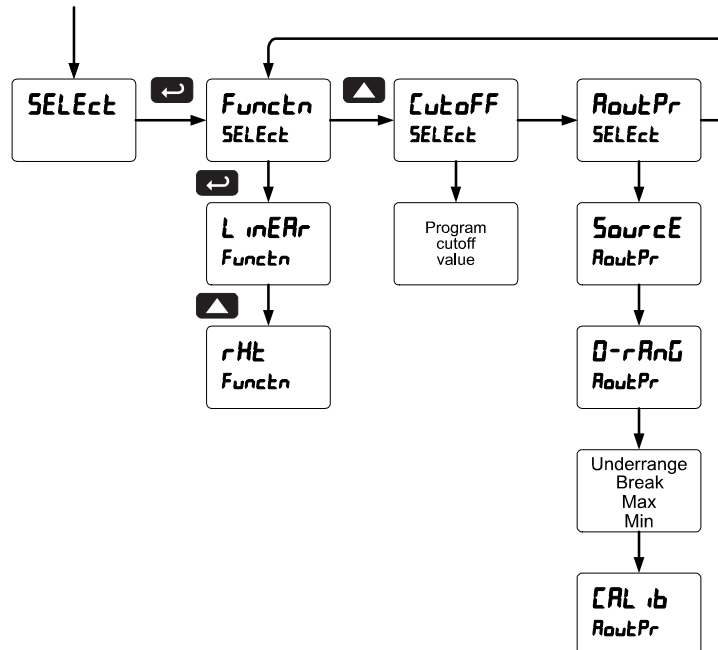 SELEct
Functn
SELEct
CutoFF
SELEct
AoutPr
SELEct
LinEAr
Functn
Program
cutoff
value
SourcE
AoutPr
rHt
Functn
O-rAnG
AoutPr
Underrange
Break
Max
Min
CALib
AoutPr